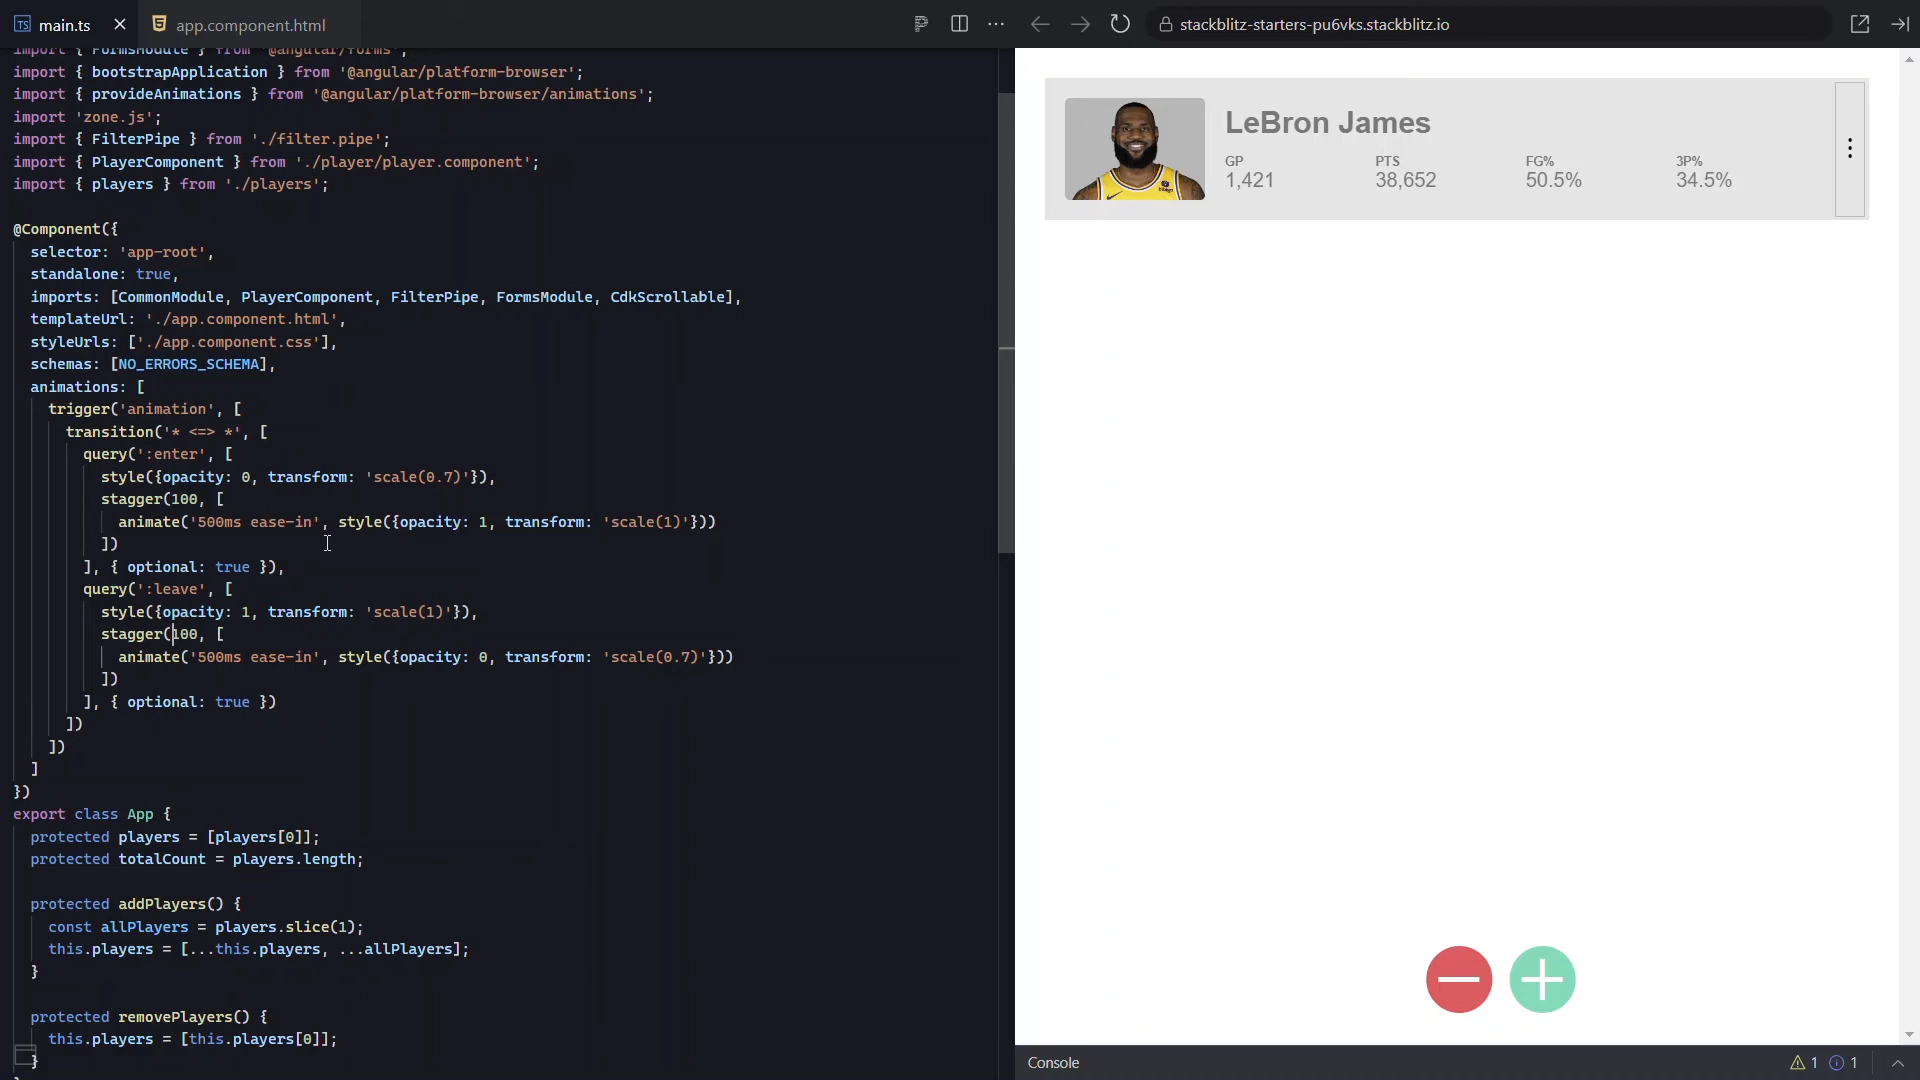 main.ts
app.component.html
stackblitz-starters-pu6vks.stackblitz.io
import { FormsModule } from '@angular/forms';
import { bootstrapApplication } from '@angular/platform-browser';
import { provideAnimations } from '@angular/platform-browser/animations';
import 'zone.js';
import { FilterPipe } from './filter.pipe';
import { PlayerComponent } from './player/player.component';
import { players } from './players';
@Component({
selector: 'app-root',
standalone: true,
imports: [CommonModule, PlayerComponent, FilterPipe, FormsModule, CdkScrollable],
templateUrl: './app.component.html',
styleUrls: ['./app.component.css'],
schemas: [NO_ERRORS_SCHEMA],
animations: [
trigger('animation', [
transition('* <=> *', [
query(':enter', [
style({opacity: 0, transform: 'scale(0.7)'}),
stagger(100, [
animate('500ms ease-in', style({opacity: 1, transform: 'scale(1)'}))
])
], { optional: true }),
query(':leave', [
style({opacity: 1, transform: 'scale(1)'}),
stagger(100, [
animate('500ms ease-in', style({opacity: 0, transform: 'scale(0.7)'}))
])
], { optional: true })
])
])
]
})
export class App {
protected players = [players[0]];
protected totalCount = players.length;
protected addPlayers() {
const allPlayers = players.slice(1);
this.players = [...this.players, ...allPlayers];
}
protected removePlayers() {
this.players = [this.players[0]];
}
LeBron James
GP PTS FG% 3P%
1,421 38,652 50.5% 34.5%
Console
1 1